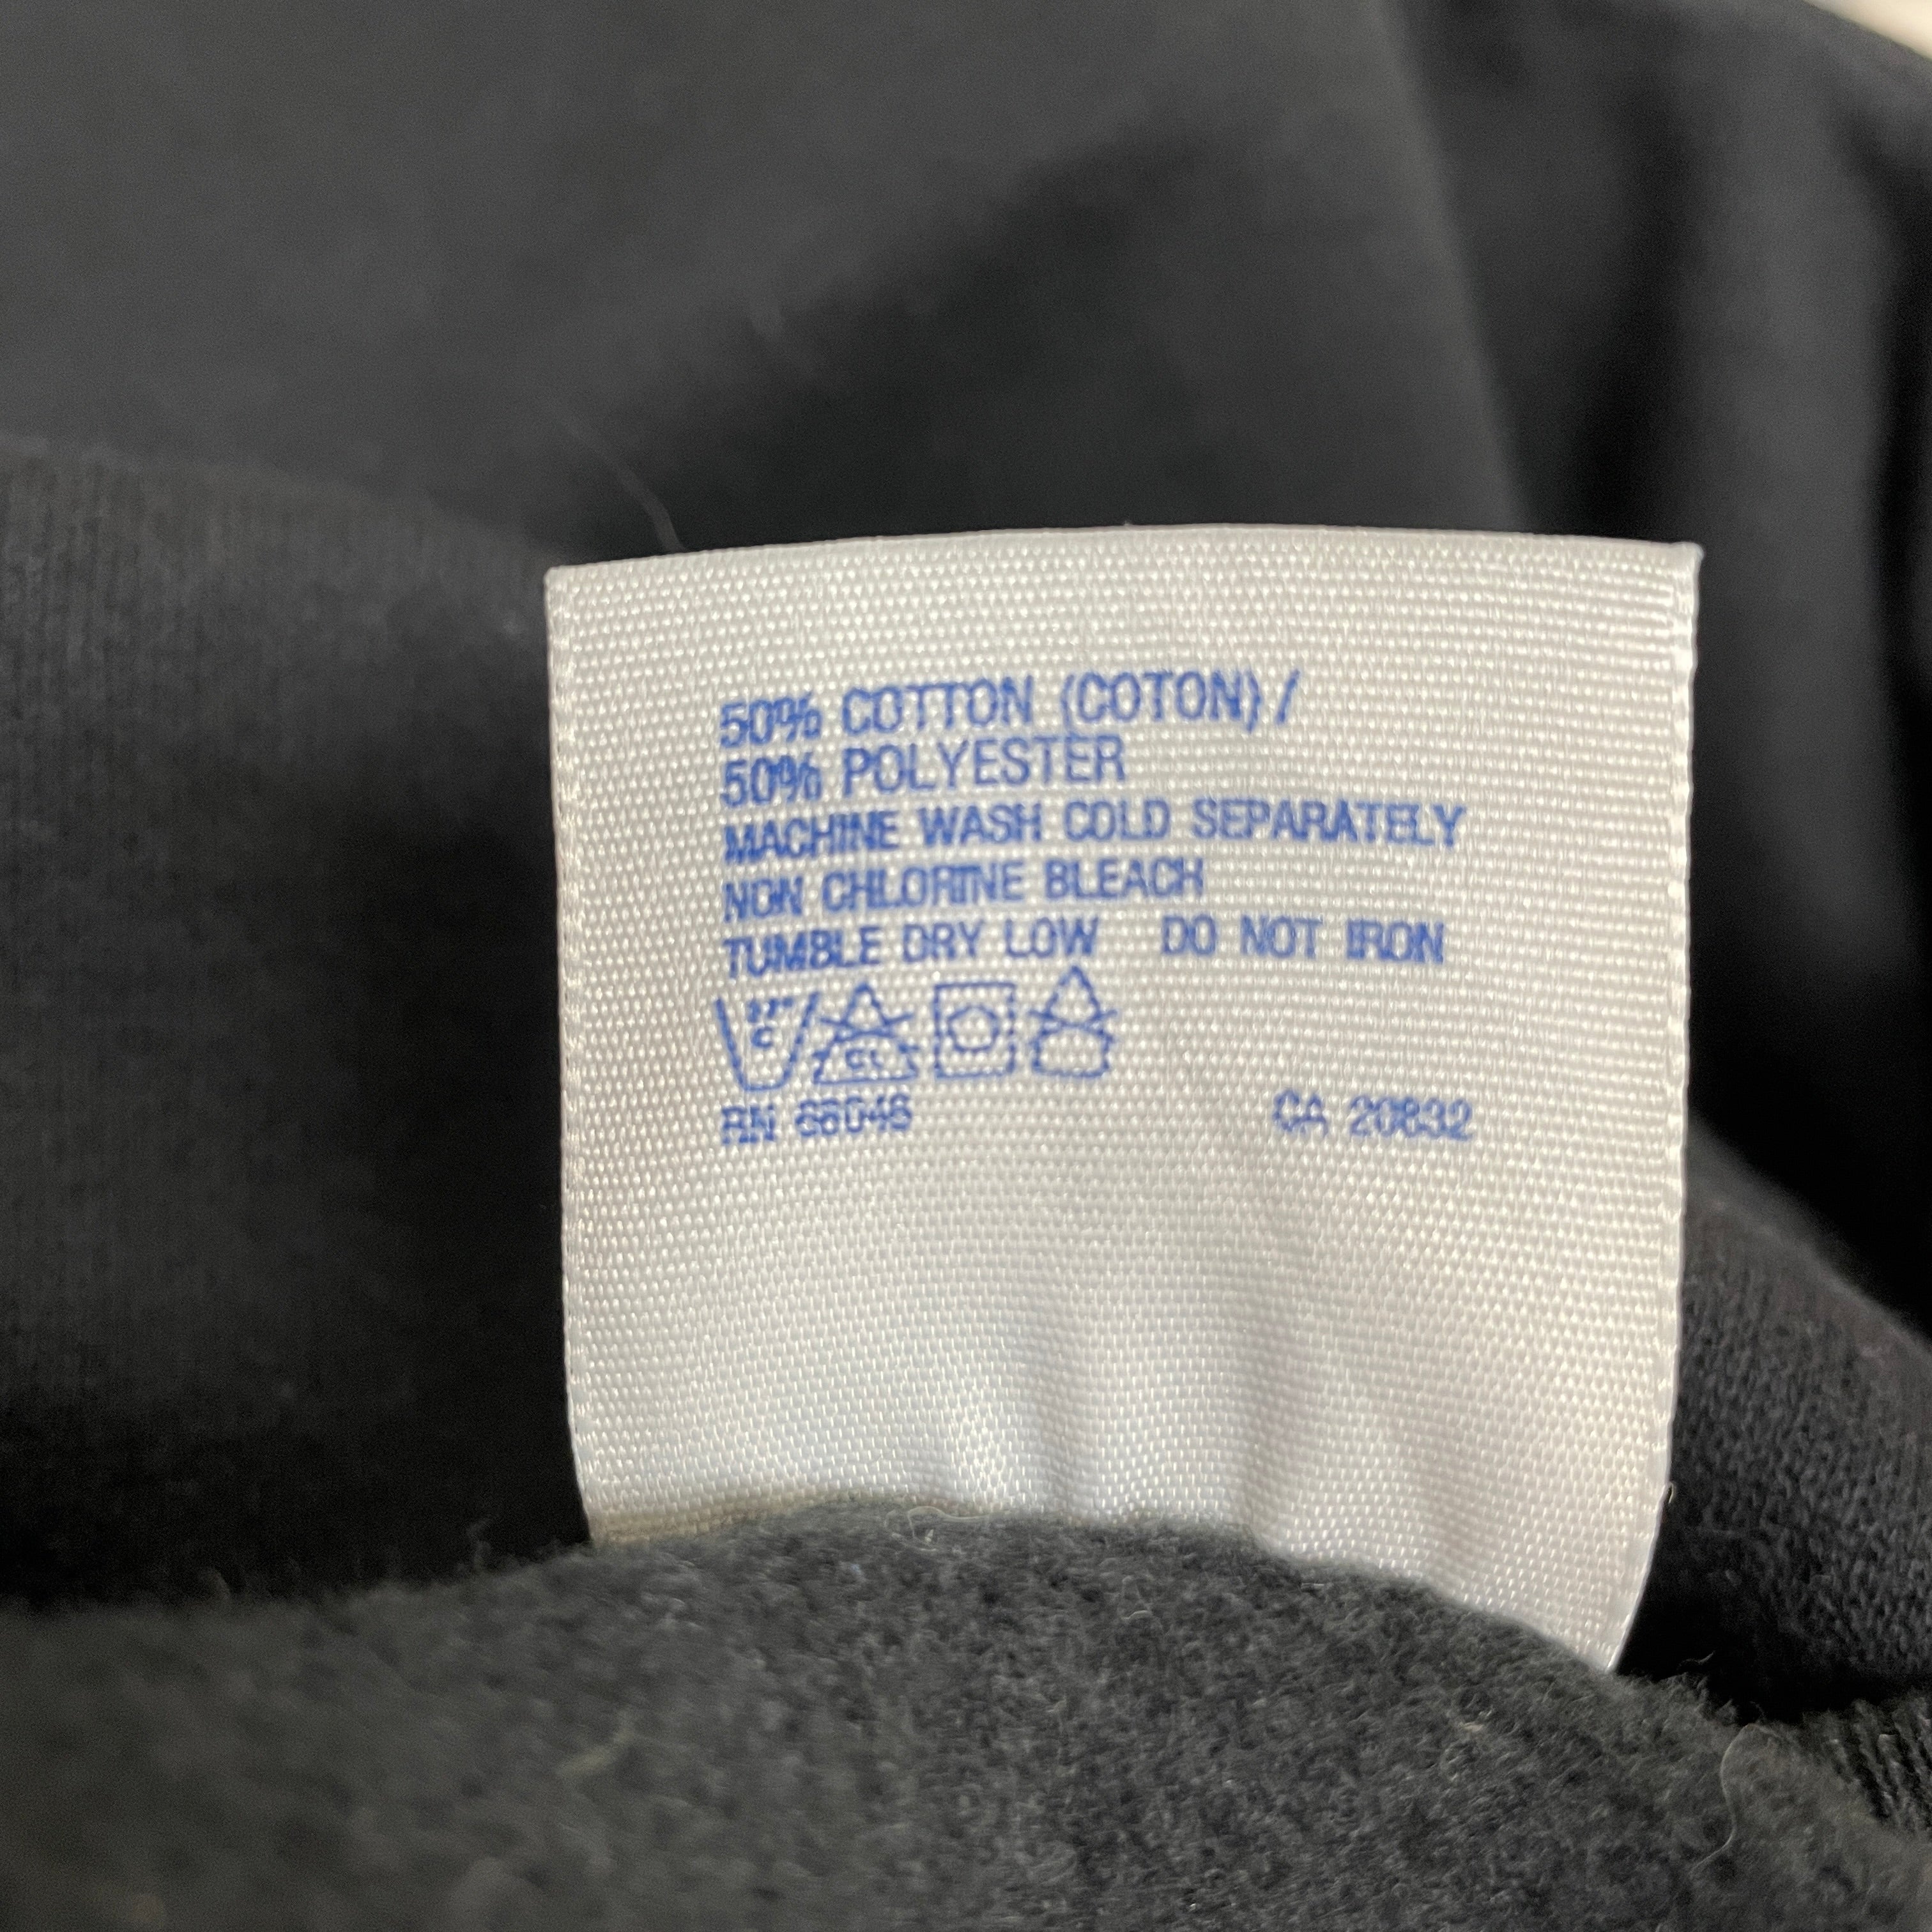 50% COTTON (COTON)/
50% POLYESTER
MACHINE WASH COLD SEPARATELY
NON CHLORINE BLEACH
TUMBLE DRY LOW DO NOT IRON
CL
RN
CA 20832